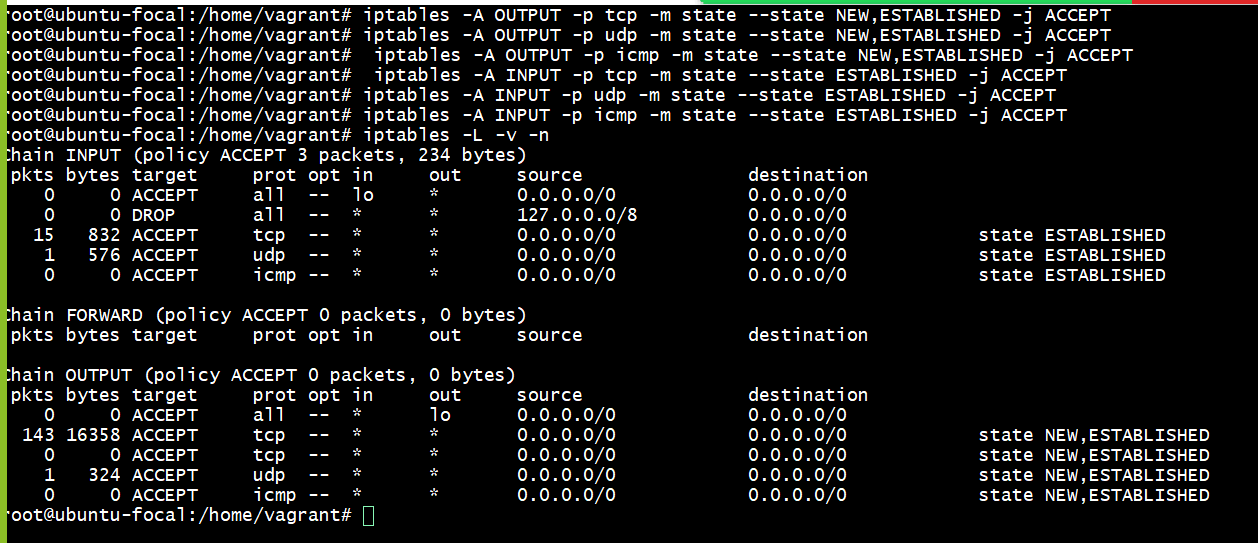 root@ubuntu-focal:/home/vagrant# iptables -A OUTPUT -p tcp -m state --state NEW,ESTABLISHED -j ACCEPT
root@ubuntu-focal:/home/vagrant# iptables -A OUTPUT -p udp -m state --state NEW,ESTABLISHED -j ACCEPT
root@ubuntu-focal:/home/vagrant#  iptables -A OUTPUT -p icmp -m state --state NEW,ESTABLISHED -j ACCEPT
root@ubuntu-focal:/home/vagrant#  iptables -A INPUT -p tcp -m state --state ESTABLISHED -j ACCEPT
root@ubuntu-focal:/home/vagrant# iptables -A INPUT -p udp -m state --state ESTABLISHED -j ACCEPT
root@ubuntu-focal:/home/vagrant# iptables -A INPUT -p icmp -m state --state ESTABLISHED -j ACCEPT
root@ubuntu-focal:/home/vagrant# iptables -L -v -n
Chain INPUT (policy ACCEPT 3 packets, 234 bytes)
pkts bytes target     prot opt in     out     source               destination
0     0 ACCEPT     all  --  lo     *       0.0.0.0/0            0.0.0.0/0
0     0 DROP       all  --  *      *       127.0.0.0/8          0.0.0.0/0
15   832 ACCEPT     tcp  --  *      *       0.0.0.0/0            0.0.0.0/0            state ESTABLISHED
1   576 ACCEPT     udp  --  *      *       0.0.0.0/0            0.0.0.0/0            state ESTABLISHED
0     0 ACCEPT     icmp --  *      *       0.0.0.0/0            0.0.0.0/0            state ESTABLISHED
Chain FORWARD (policy ACCEPT 0 packets, 0 bytes)
pkts bytes target     prot opt in     out     source               destination
Chain OUTPUT (policy ACCEPT 0 packets, 0 bytes)
pkts bytes target     prot opt in     out     source               destination
0     0 ACCEPT     all  --  *      lo      0.0.0.0/0            0.0.0.0/0
143 16358 ACCEPT     tcp  --  *      *       0.0.0.0/0            0.0.0.0/0            state NEW,ESTABLISHED
0     0 ACCEPT     tcp  --  *      *       0.0.0.0/0            0.0.0.0/0            state NEW,ESTABLISHED
1   324 ACCEPT     udp  --  *      *       0.0.0.0/0            0.0.0.0/0            state NEW,ESTABLISHED
0     0 ACCEPT     icmp --  *      *       0.0.0.0/0            0.0.0.0/0            state NEW,ESTABLISHED
root@ubuntu-focal:/home/vagrant#